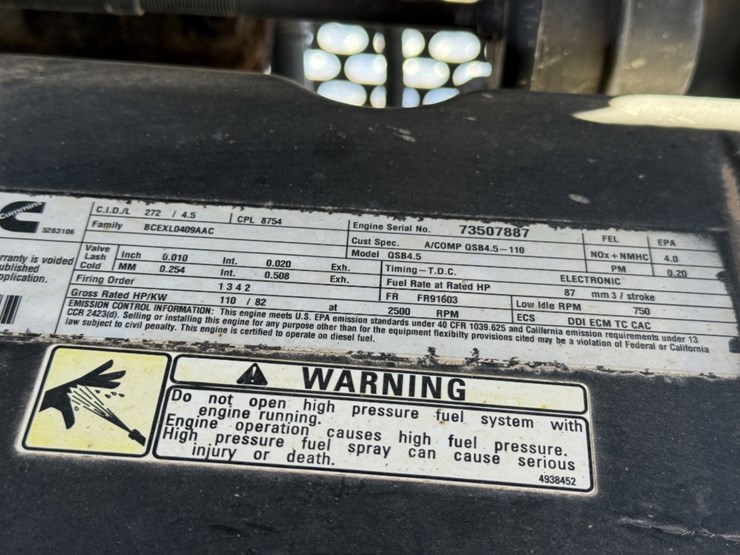 Cummins
5283106
C.I.D./L 272 / 4.5 CPL 8754
Family BCEXL0409AAC
Engine Serial No. 73507887
Cust Spec. A/COMP QSB4.5-110
Model QSB4.5
FEL EPA
NOx+NMHC 4.0
PM 0.20
Valve Lash Cold
Inch 0.010 Int. 0.020 Exh.
MM 0.254 Int. 0.508 Exh.
Timing-T.D.C. ELECTRONIC
Firing Order 1 3 4 2
Fuel Rate at Rated HP 87 mm3 / stroke
Gross Rated HP/KW 110 / 82 at 2500 RPM
FR FR91603
Low Idle RPM 750
ECS DDI ECM TC CAC
EMISSION CONTROL INFORMATION: This engine meets U.S. EPA emission standards under 40 CFR 1039.625 and California emission requirements under 13
CCR 2423(d). Selling or installing this engine for any purpose other than for the equipment flexibilty provisions cited may be a violation of Federal or California
law subject to civil penalty. This engine is certified to operate on diesel fuel.
rranty is voided
ublished
pplication.
WARNING
Do not open high pressure fuel system with
engine running.
Engine operation causes high fuel pressure.
High pressure fuel spray can cause serious
injury or death.
4938452